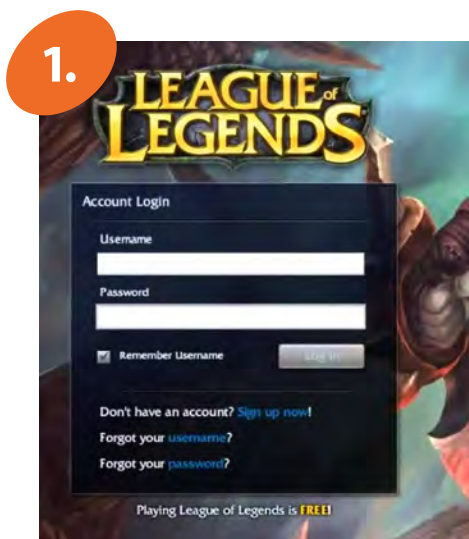 1.
LEAGUE of
LEGENDS
Account Login
Username
Password
Remember Username Log In
Don't have an account? Sign up now!
Forgot your username?
Forgot your password?
Playing League of Legends is FREE!